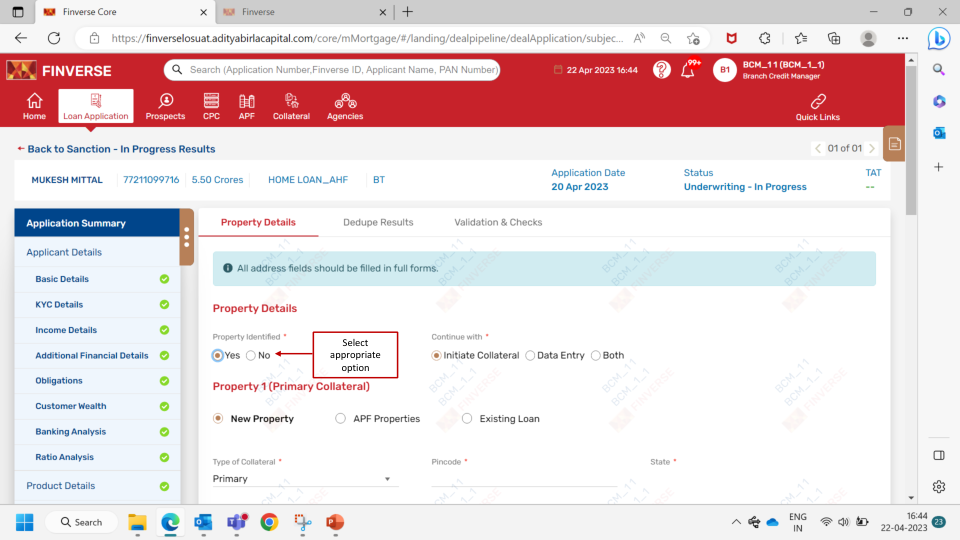 Finverse Core
Finverse
https://finverselosuat.adityabirlacapital.com/core/mMortgage/#/landing/dealpipeline/dealApplication/subjec...
FINVERSE
Search (Application Number,Finverse ID, Applicant Name, PAN Number)
22 Apr 2023 16:44
99+
B1
BCM_1 1 (BCM_1_1)
Branch Credit Manager
Home
Loan Application
Prospects
CPC
APF
Collateral
Agencies
Quick Links
Back to Sanction - In Progress Results
01 of 01
MUKESH MITTAL
77211099716
5.50 Crores
HOME LOAN_AHF
BT
Application Date
20 Apr 2023
Status
Underwriting - In Progress
TAT
--
Application Summary
Applicant Details
Basic Details
KYC Details
Income Details
Additional Financial Details
Obligations
Customer Wealth
Banking Analysis
Ratio Analysis
Product Details
Property Details
Dedupe Results
Validation & Checks
All address fields should be filled in full forms.
Property Details
Property Identified *
Yes
No
Select
appropriate
option
Continue with *
Initiate Collateral
Data Entry
Both
Property 1 (Primary Collateral)
New Property
APF Properties
Existing Loan
Type of Collateral *
Primary
Pincode *
State *
Search
ENG
IN
16:44
22-04-2023
23